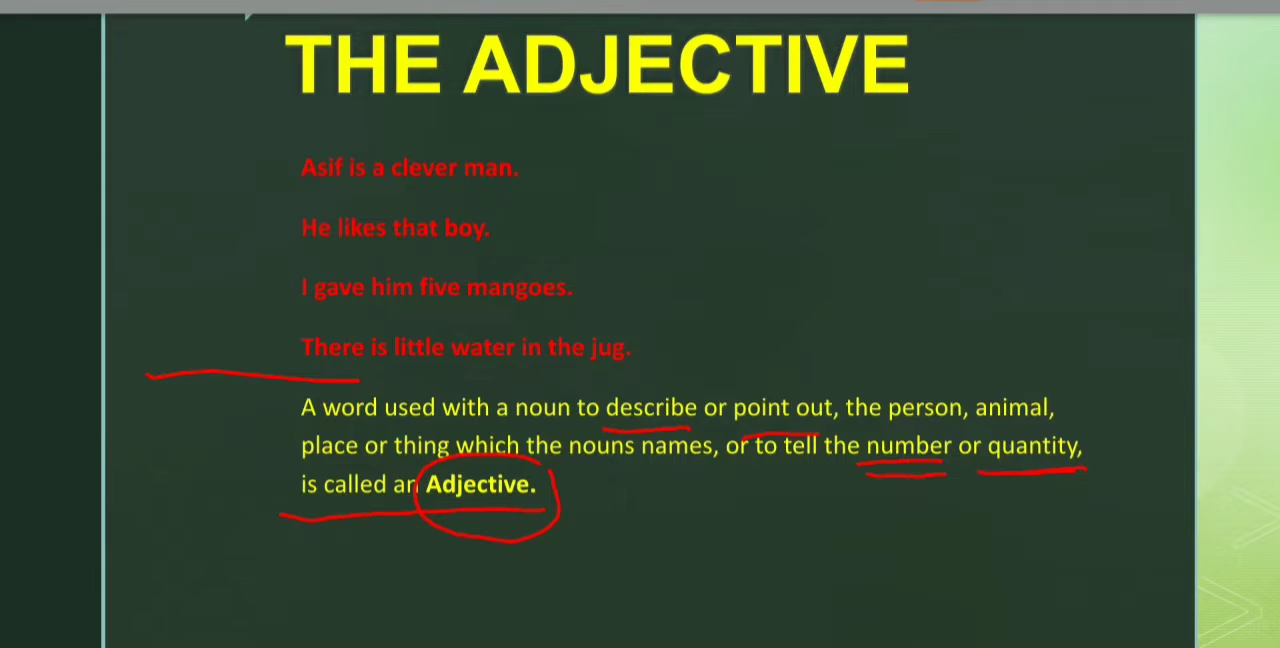 THE ADJECTIVE
Asif is a clever man.
He likes that boy.
I gave him five mangoes.
There is little water in the jug.
A word used with a noun to describe or point out, the person, animal,
place or thing which the nouns names, or to tell the number or quantity,
is called an Adjective.